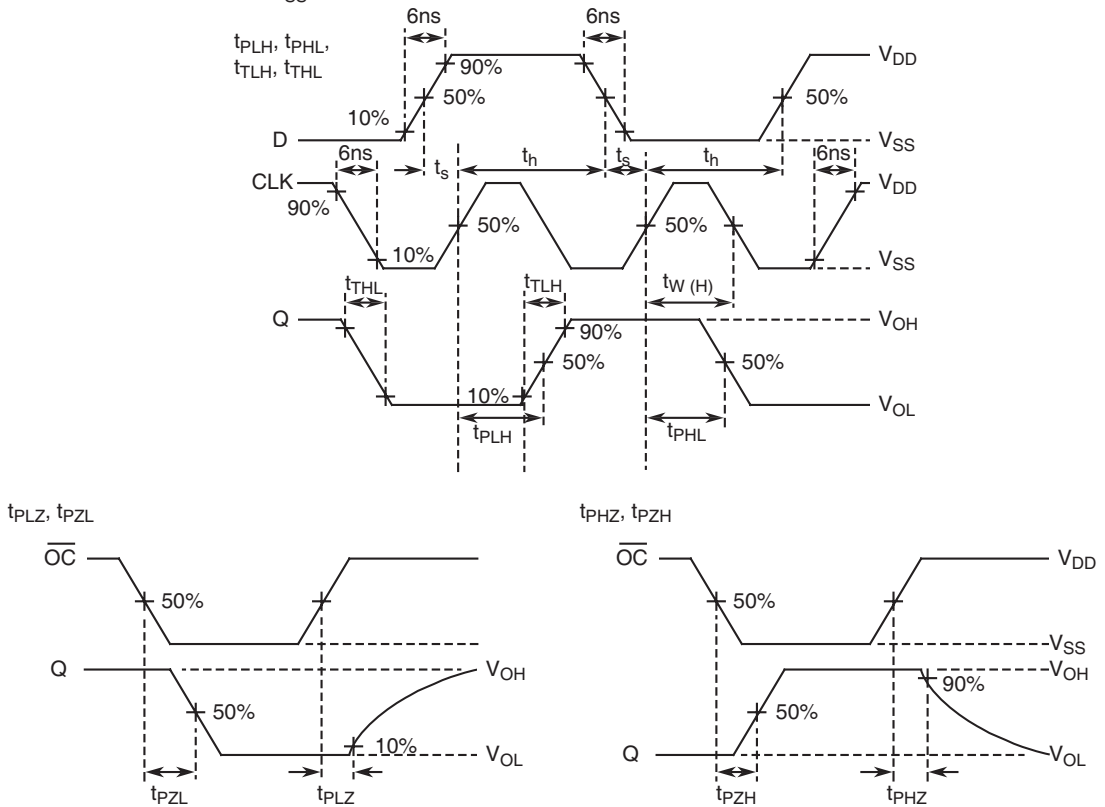 6ns 6ns
tPLH, tPHL,
tTLH, tTHL
VDD
90% 90%
50% 50% 50%
10% 10%
D VSS
6ns ts th ts th 6ns
CLK VDD
90%
50% 50%
10% VSS
tTHL tTLH tW (H)
Q VOH
90%
50% 50%
10% VOL
tPLH tPHL
tPLZ, tPZL
OC
50%
Q VOH
50%
10%
VOL
tPZL tPLZ
tPHZ, tPZH
OC VDD
50%
VSS
VOH
90%
50%
Q VOL
tPZH tPHZ